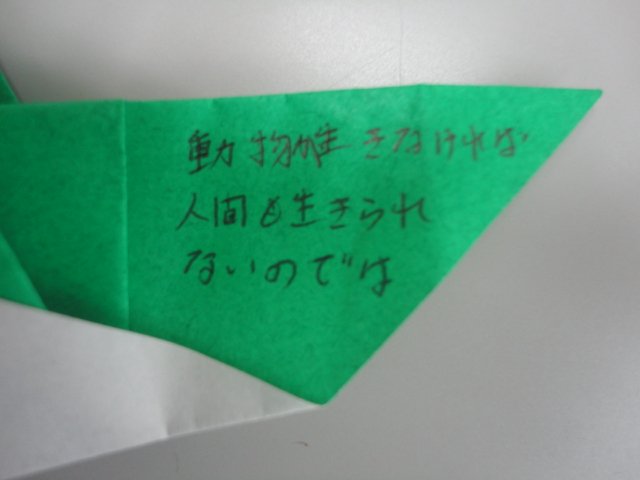 動物が生きなければ
人間も生きられ
ないのでは